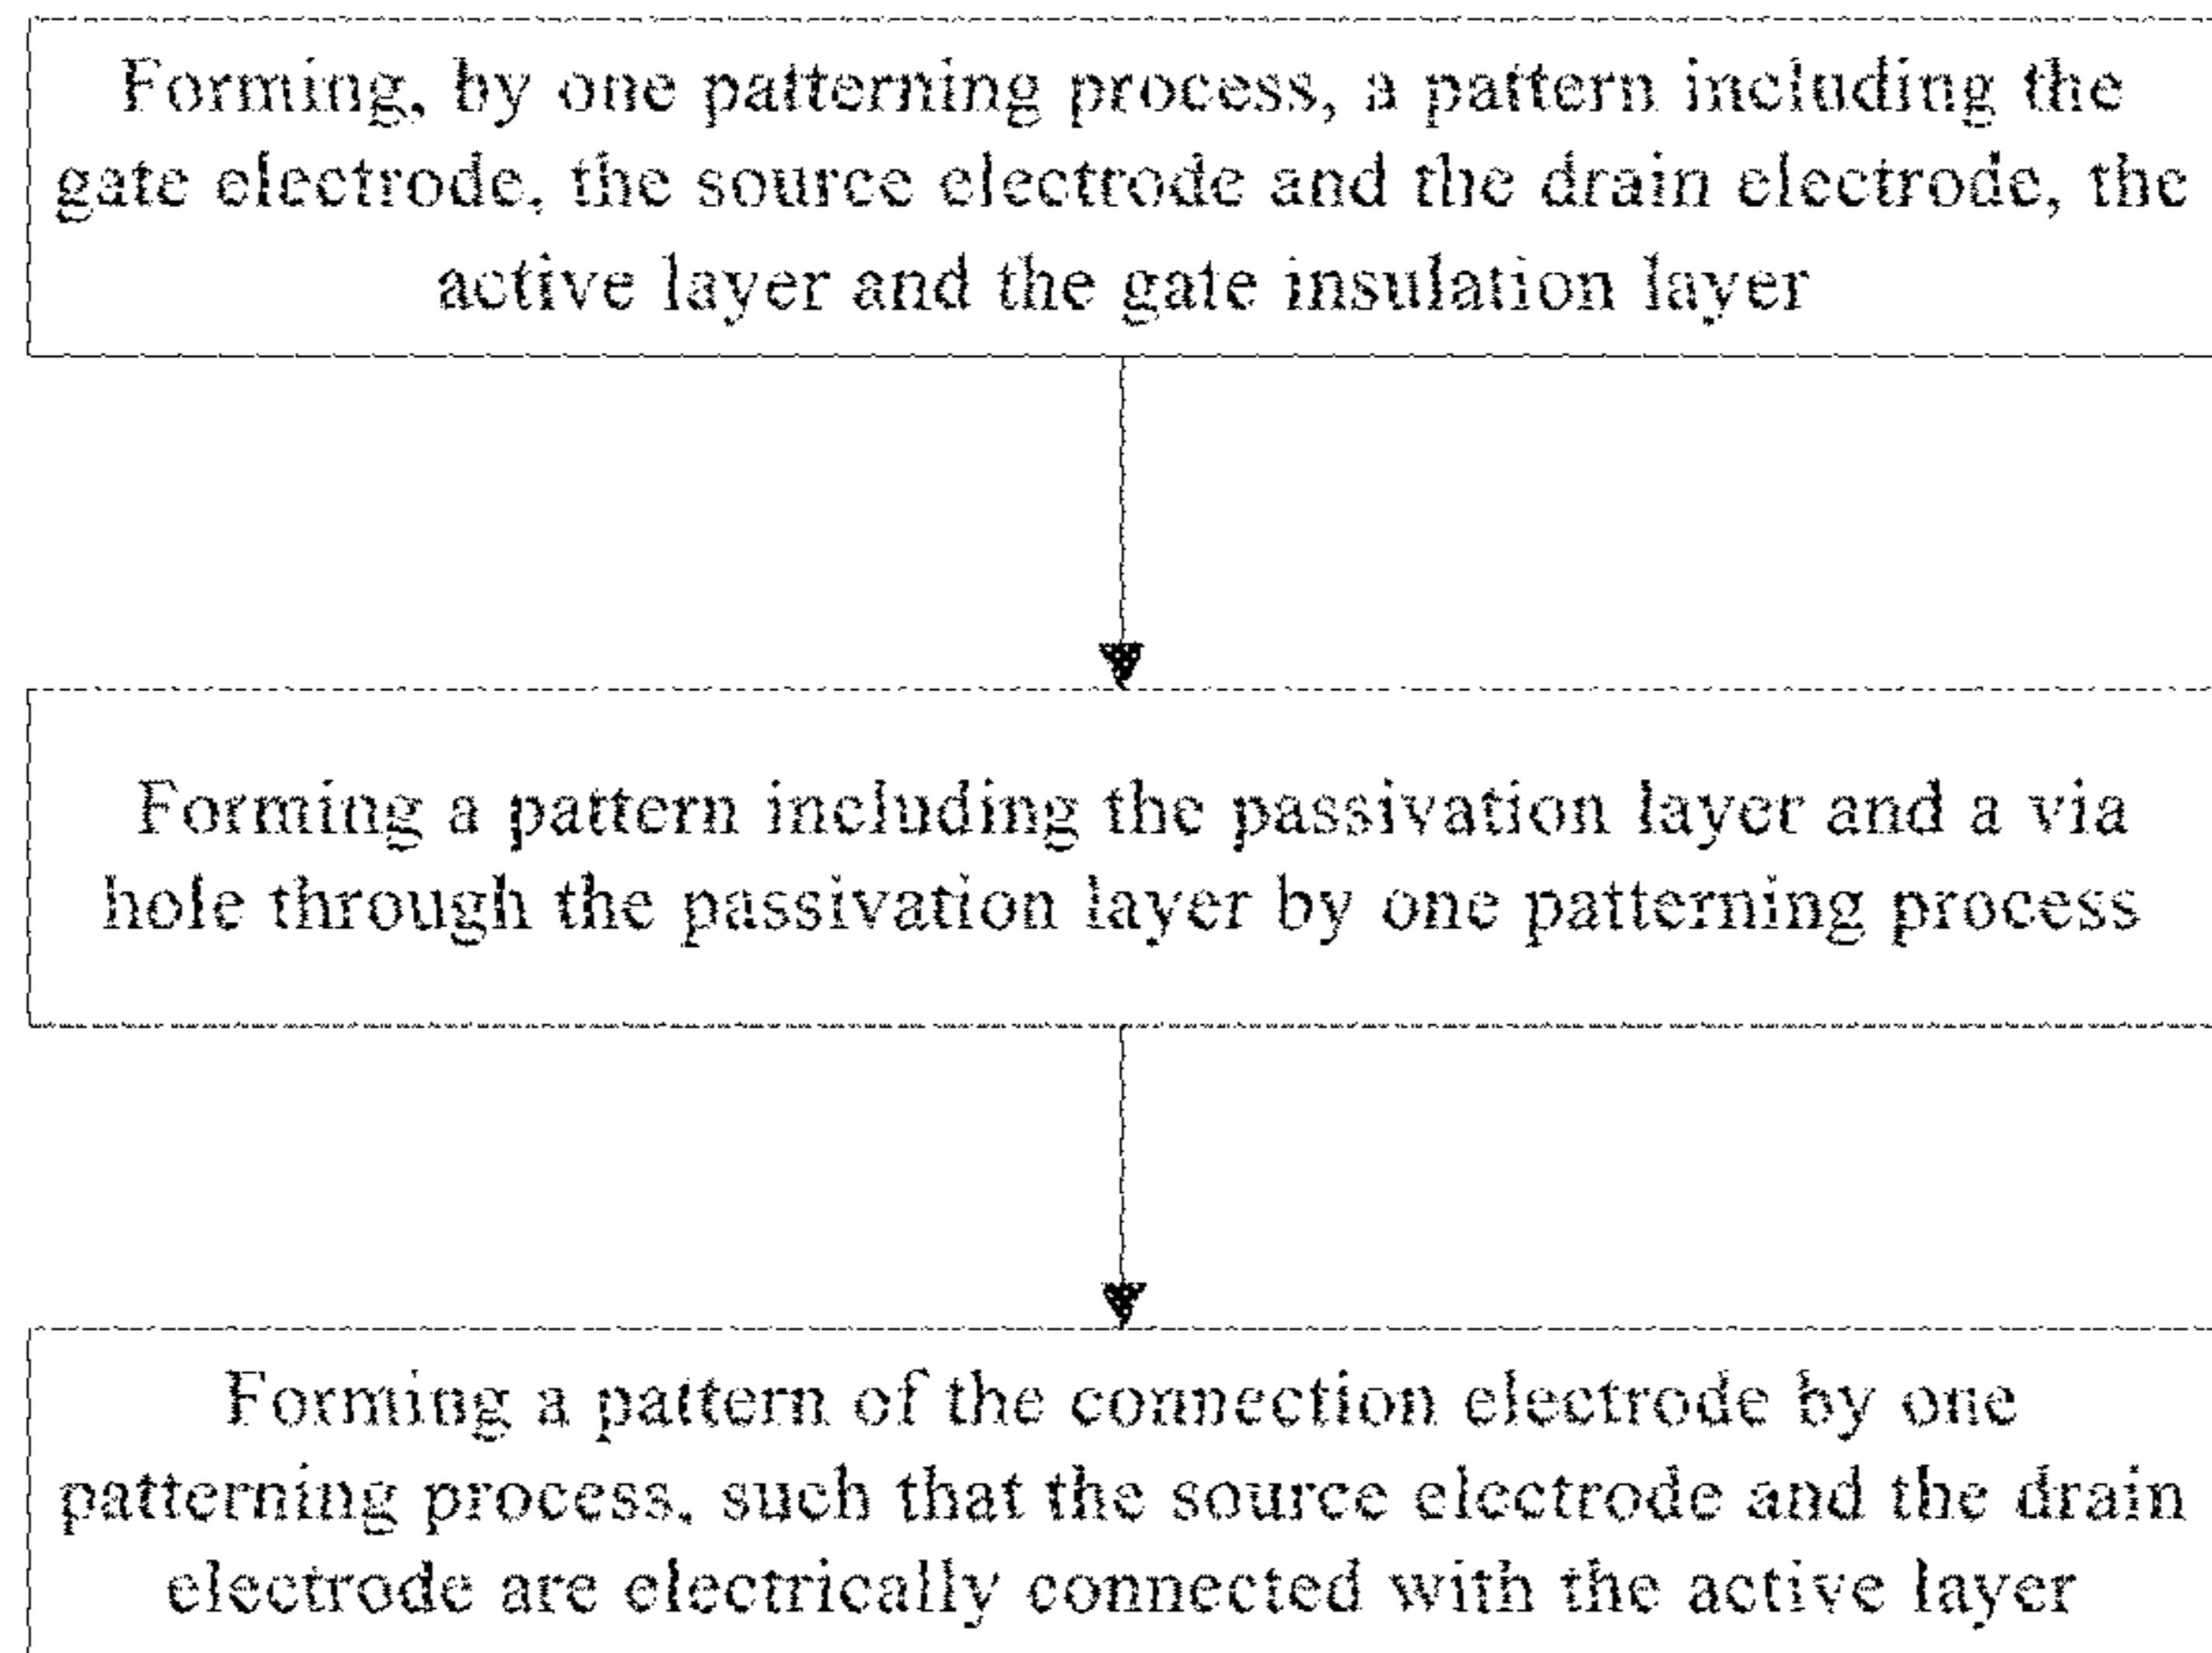 Forming, by one patterning process, a pattern including the
gate electrode, the source electrode and the drain electrode, the
active layer and the gate insulation layer
Forming a pattern including the passivation layer and a via
hole through the passivation layer by one patterning process
Forming a pattern of the connection electrode by one
patterning process, such that the source electrode and the drain
electrode are electrically connected with the active layer